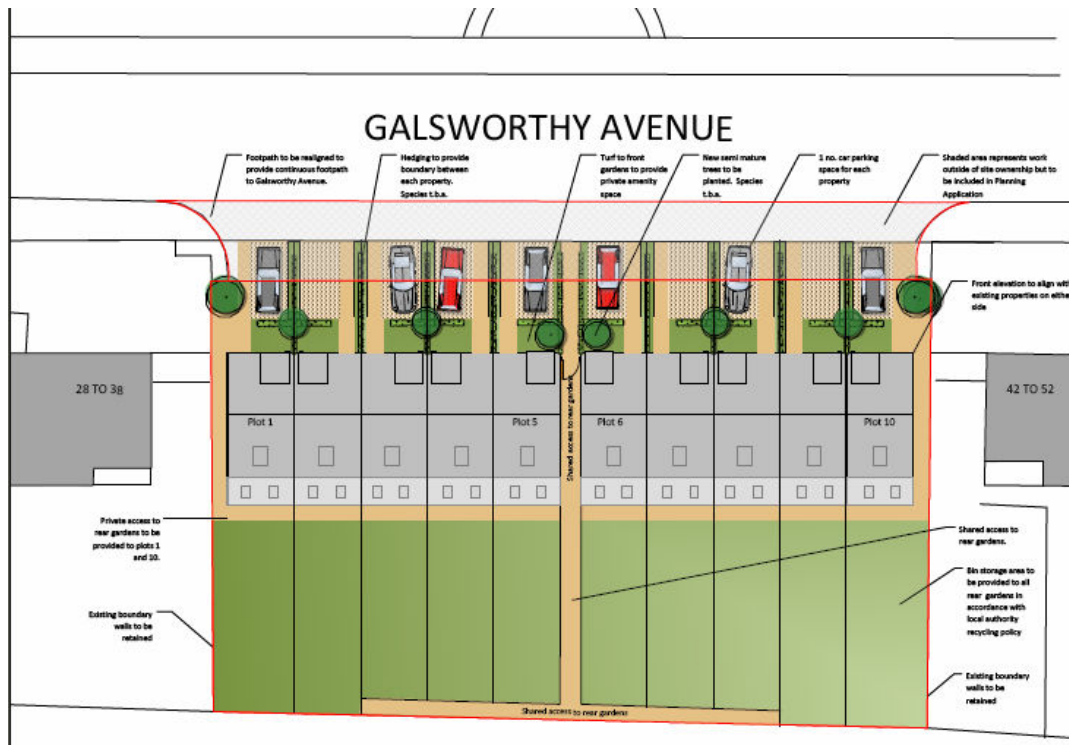 GALSWORTHY AVENUE
Footpath to be realigned to
provide continuous footpath
to Galsworthy Avenue.
Hedging to provide
boundary between
each property.
Species t.b.a.
Turf to front
gardens to provide
private amenity
space
New semi mature
trees to be
planted. Species
t.b.a.
1 no. car parking
space for each
property
Shaded area represents work
outside of site ownership but to
be included in Planning
Application
Front elevation to align with
existing properties on either
side
28 TO 38
42 TO 52
Plot 1
Plot 5
Plot 6
Plot 10
Shared access to rear gardens
Private access to
rear gardens to be
provided to plots 1
and 10.
Shared access to
rear gardens.
Bin storage area to
be provided to all
rear gardens in
accordance with
local authority
recycling policy
Existing boundary
walls to be
retained
Existing boundary
walls to be
retained
Shared access to rear gardens